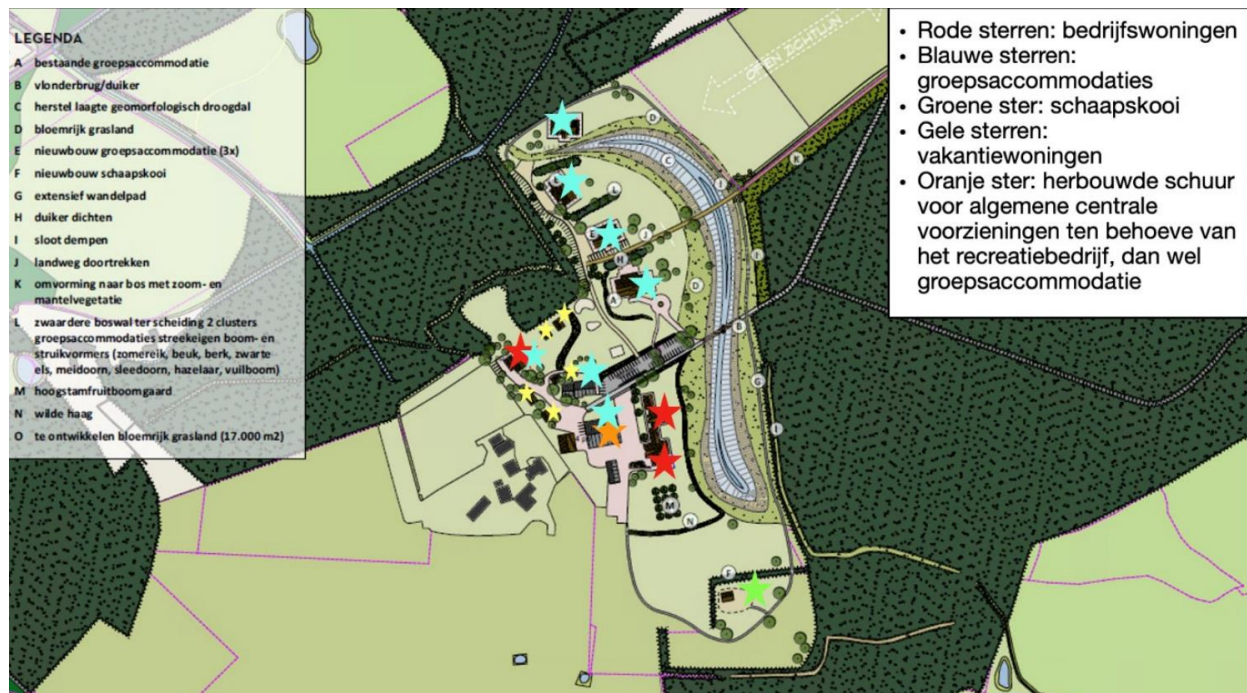 LEGENDA
A bestaande groepsaccommodatie
B vlonderbrug/duiker
C herstel laagte geomorfologisch droogdal
D bloemrijk grasland
E nieuwbouw groepsaccommodatie (3x)
F nieuwbouw schaapskooi
G extensief wandelpad
H duiker dichten
I sloot dempen
J landweg doortrekken
K omvorming naar bos met zoom- en
mantelvegetatie
L zwaardere boswal ter scheiding 2 clusters
groepsaccommodaties streekeigen boom- en
struikvormers (zomereik, beuk, berk, zwarte
els, meidoorn, sleedoorn, hazelaar, vuilboom)
M hoogstamfruitboomgaard
N wilde haag
O te ontwikkelen bloemrijk grasland (17.000 m2)
OPEN ZICHTLIJN
D
C
K
I
L
E
J
H
I
A
D
B
G
I
M
N
F
• Rode sterren: bedrijfswoningen
• Blauwe sterren:
groepsaccommodaties
• Groene ster: schaapskooi
• Gele sterren:
vakantiewoningen
• Oranje ster: herbouwde schuur
voor algemene centrale
voorzieningen ten behoeve van
het recreatiebedrijf, dan wel
groepsaccommodatie